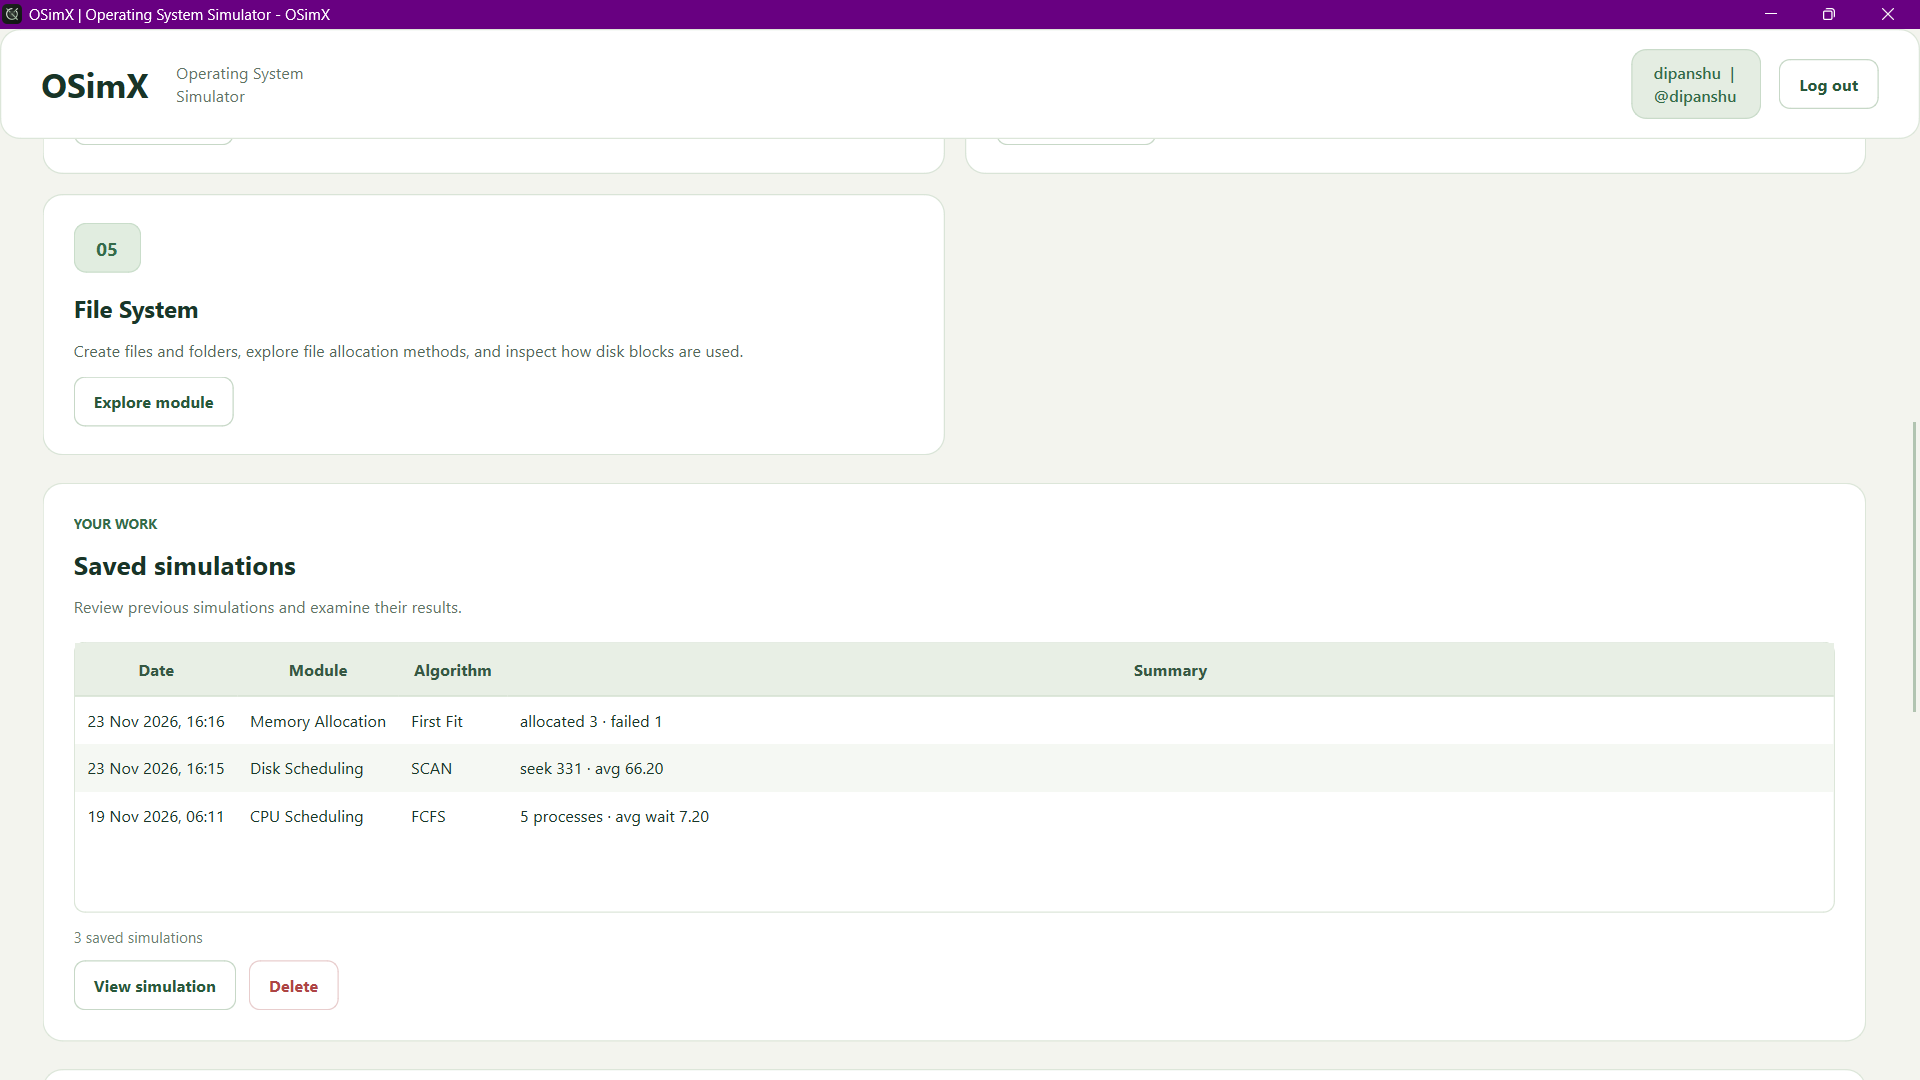 OSimX | Operating System Simulator - OSimX
OSimX
Operating System
Simulator
dipanshu |
@dipanshu
Log out
05
File System
Create files and folders, explore file allocation methods, and inspect how disk blocks are used.
Explore module
YOUR WORK
Saved simulations
Review previous simulations and examine their results.
Date Module Algorithm Summary
23 Nov 2026, 16:16 Memory Allocation First Fit allocated 3 · failed 1
23 Nov 2026, 16:15 Disk Scheduling SCAN seek 331 · avg 66.20
19 Nov 2026, 06:11 CPU Scheduling FCFS 5 processes · avg wait 7.20
3 saved simulations
View simulation Delete